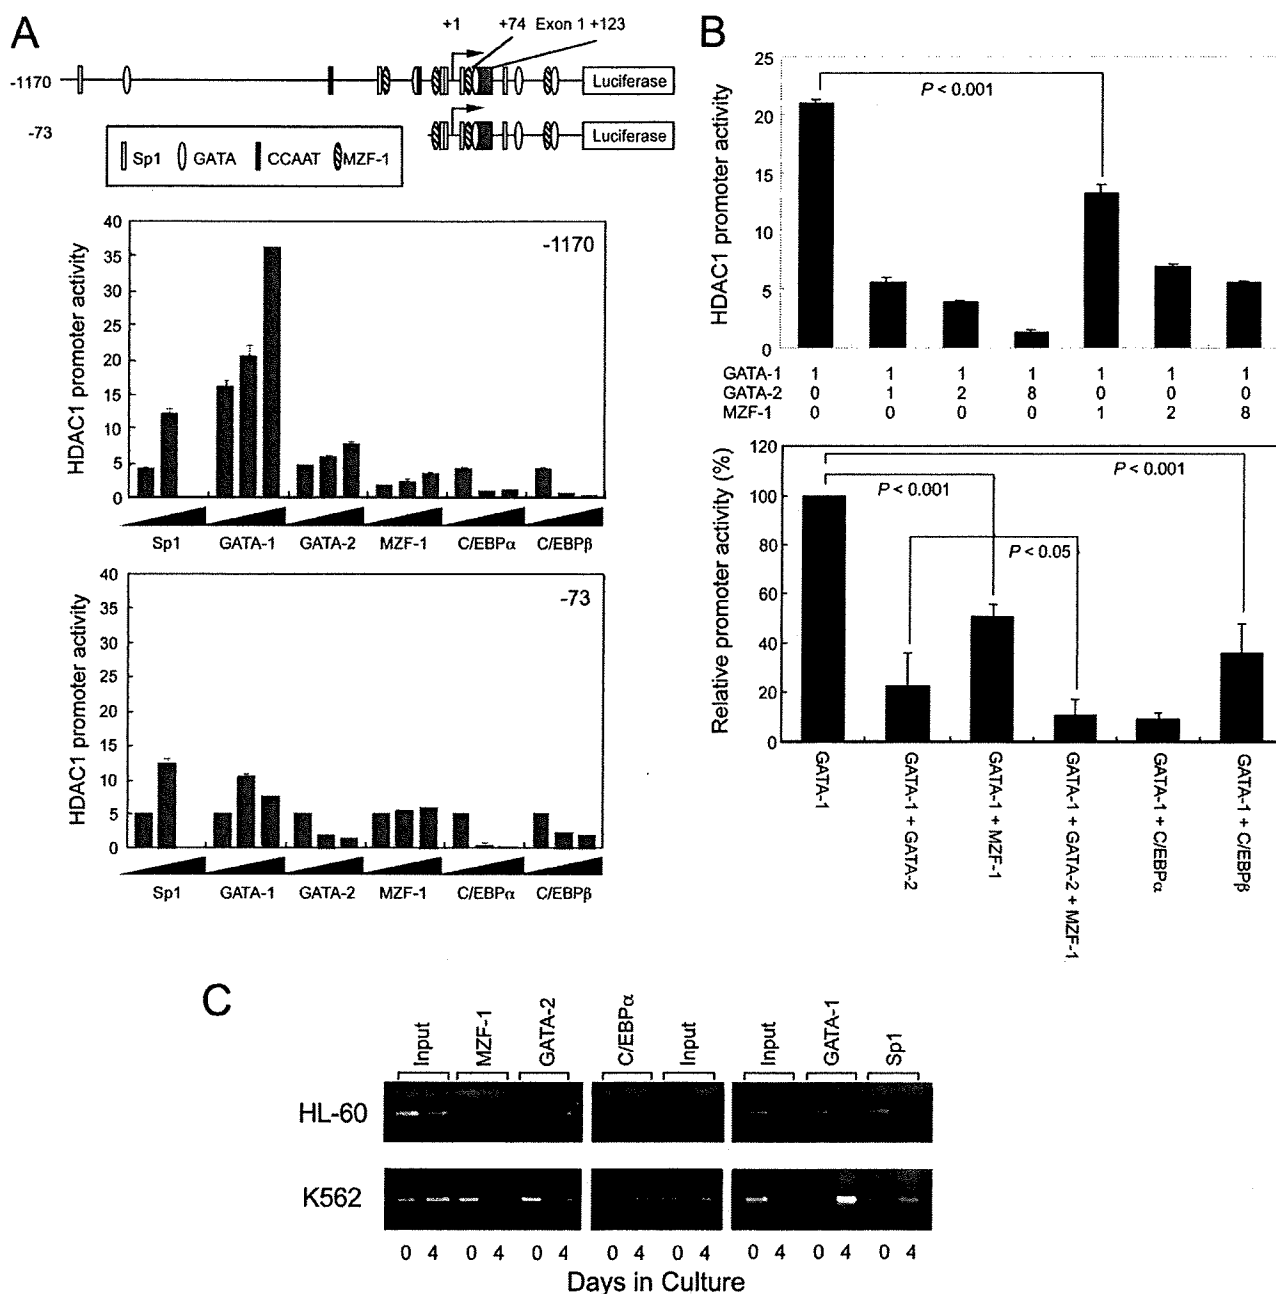 A
+1 +74 Exon 1 +123
-1170 Luciferase
-73 Luciferase
Sp1 GATA CCAAT MZF-1
HDAC1 promoter activity
40
35
30
25
20
15
10
5
0
-1170
Sp1 GATA-1 GATA-2 MZF-1 C/EBPα C/EBPβ
HDAC1 promoter activity
40
35
30
25
20
15
10
5
0
-73
Sp1 GATA-1 GATA-2 MZF-1 C/EBPα C/EBPβ
B
HDAC1 promoter activity
25
20
15
10
5
0
P < 0.001
GATA-1 1 1 1 1 1 1 1
GATA-2 0 1 2 8 0 0 0
MZF-1 0 0 0 0 1 2 8
Relative promoter activity (%)
120
100
80
60
40
20
0
P < 0.001
P < 0.001
P < 0.05
GATA-1
GATA-1 + GATA-2
GATA-1 + MZF-1
GATA-1 + GATA-2 + MZF-1
GATA-1 + C/EBPα
GATA-1 + C/EBPβ
C
Input MZF-1 GATA-2 C/EBPα Input Input GATA-1 Sp1
HL-60
K562
0 4 0 4 0 4 0 4 0 4 0 4 0 4 0 4
Days in Culture